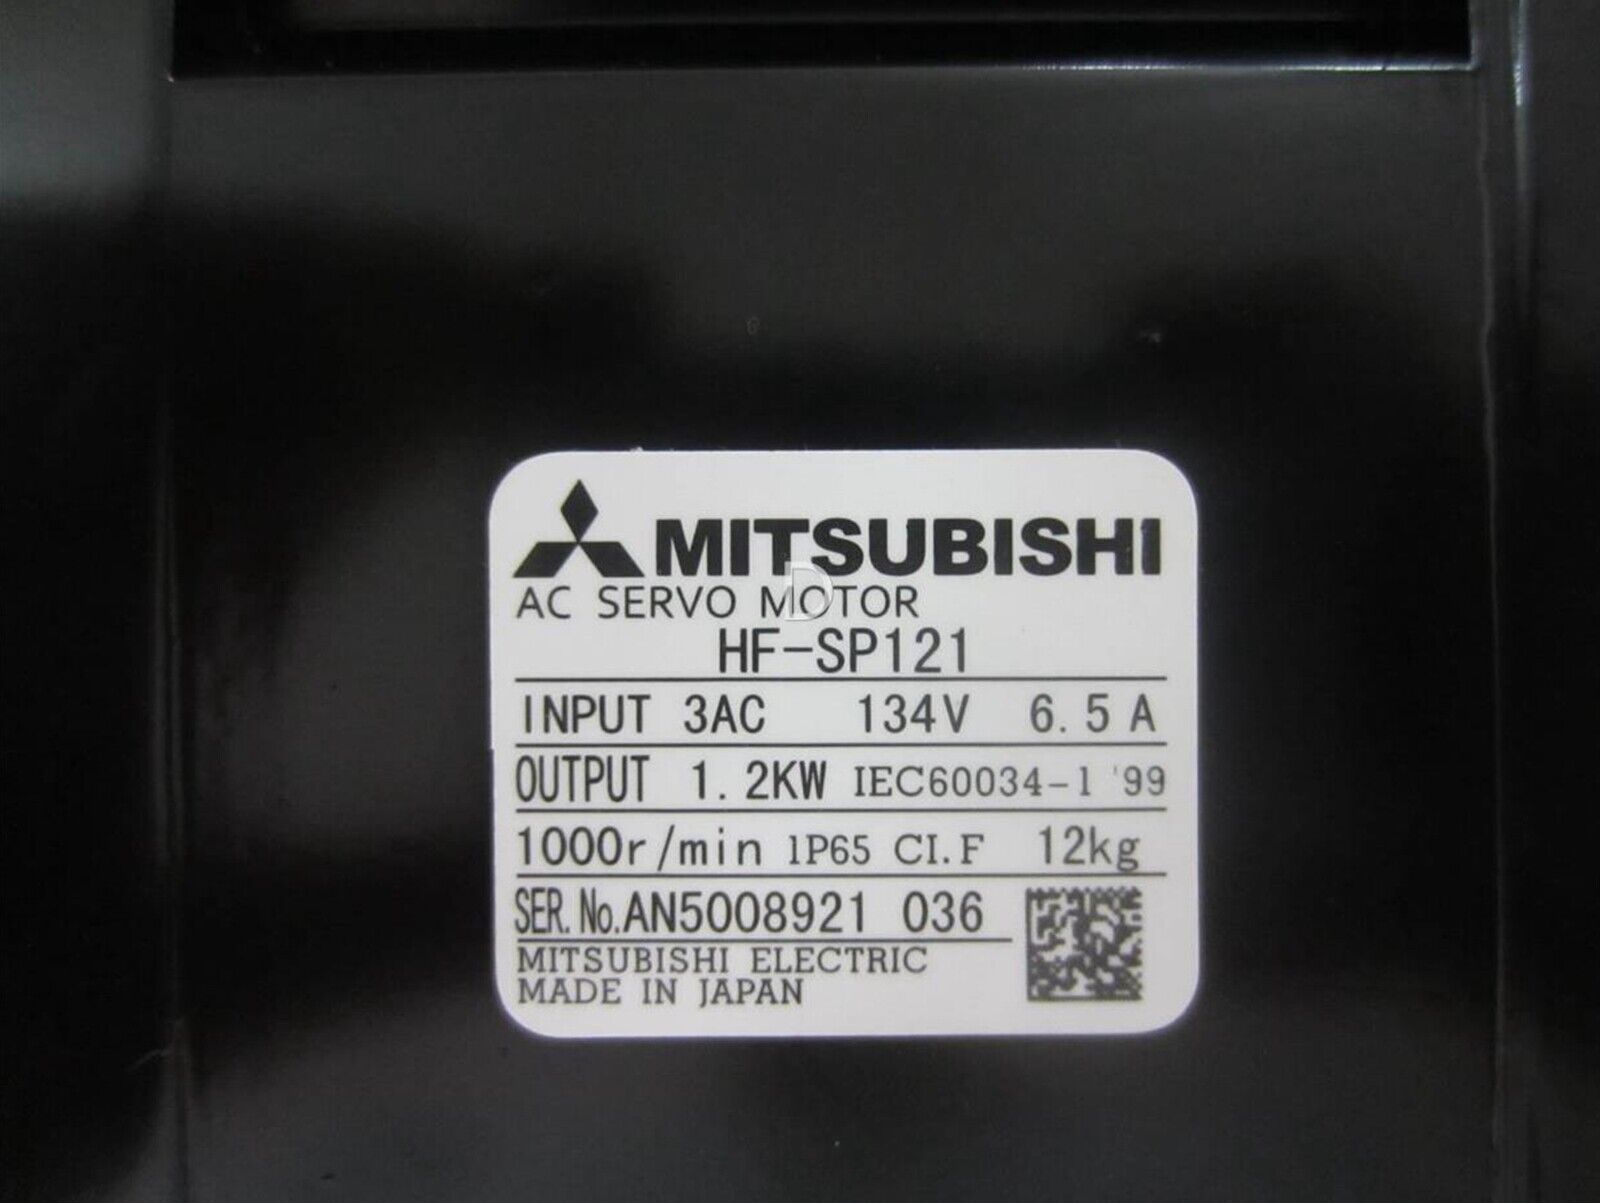 MITSUBISHI
AC SERVO MOTOR
HF-SP121
INPUT 3AC 134V 6.5A
OUTPUT 1.2KW IEC60034-1 '99
1000r/min IP65 CI.F 12kg
SER.No.AN5008921 036
MITSUBISHI ELECTRIC
MADE IN JAPAN
D